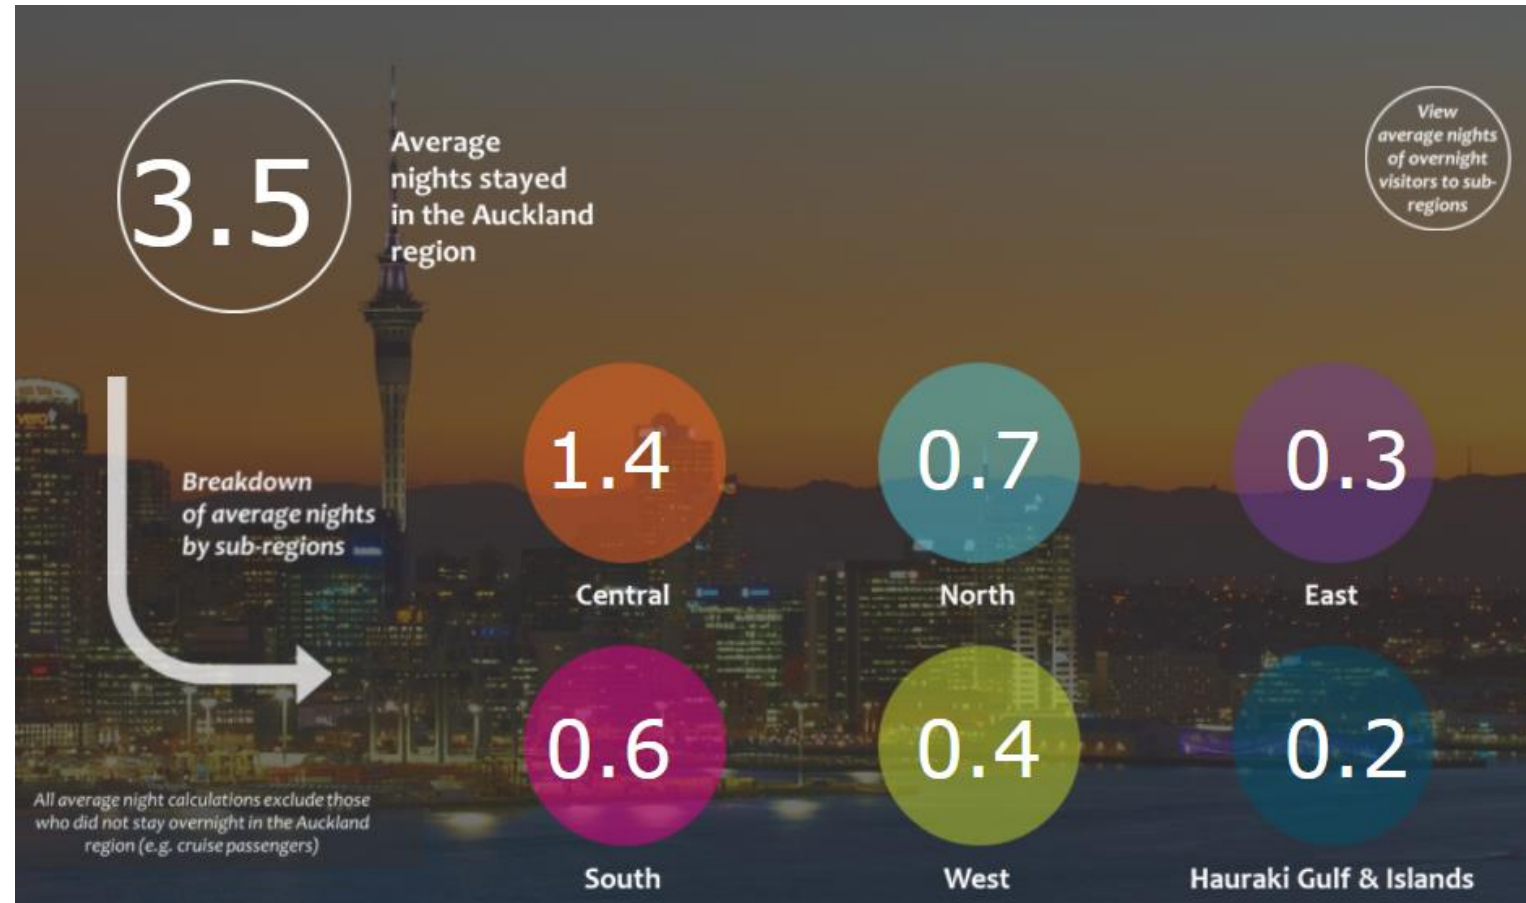 3.5
Average
nights stayed
in the Auckland
region
View
average nights
of overnight
visitors to sub-
regions
Breakdown
of average nights
by sub-regions
1.4
0.7
0.3
Central
North
East
0.6
0.4
0.2
South
West
Hauraki Gulf & Islands
All average night calculations exclude those
who did not stay overnight in the Auckland
region (e.g. cruise passengers)
vero